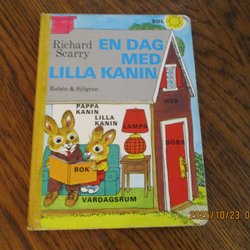 SOL
Richard
Scarry
EN DAG
MED
LILLA KANIN
Rabén & Sjögren
HUS
PAPPA
KANIN
LILLA
KANIN
LAMPA
DÖRR
BOK
VARDAGSRUM
2025/10/23